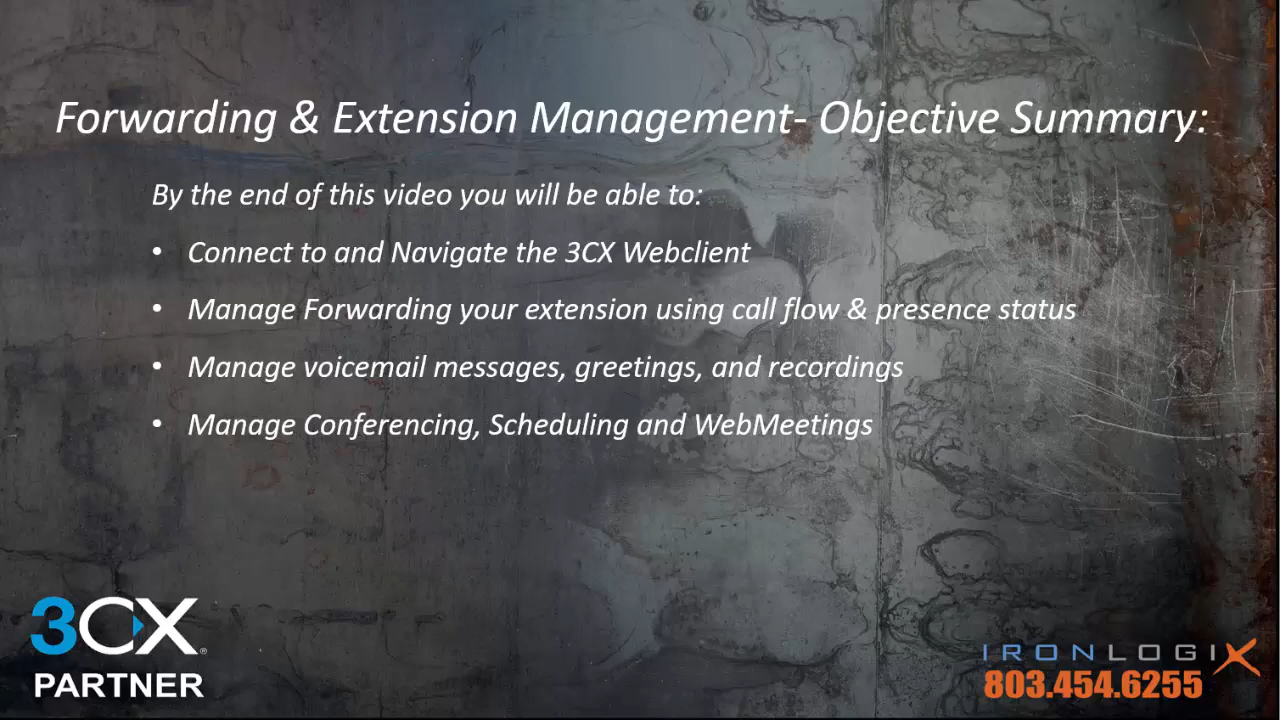 Forwarding & Extension Management- Objective Summary:
By the end of this video you will be able to:
• Connect to and Navigate the 3CX Webclient
• Manage Forwarding your extension using call flow & presence status
• Manage voicemail messages, greetings, and recordings
• Manage Conferencing, Scheduling and WebMeetings
3CX®
PARTNER
IRONLOGIX
803.454.6255